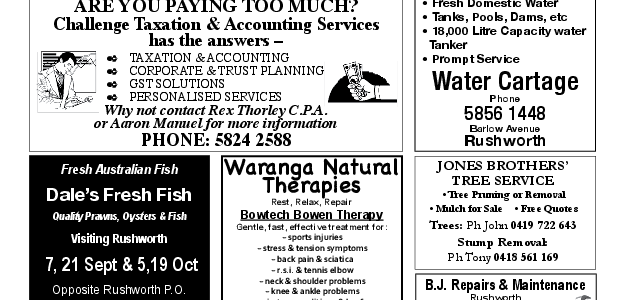 ARE YOU PAYING TOO MUCH?
Challenge Taxation & Accounting Services
has the answers –
TAXATION & ACCOUNTING
CORPORATE & TRUST PLANNING
GST SOLUTIONS
PERSONALISED SERVICES
Why not contact Rex Thorley C.P.A.
or Aaron Manuel for more information
PHONE: 5824 2588
• Fresh Domestic Water
• Tanks, Pools, Dams, etc
• 18,000 Litre Capacity water
Tanker
• Prompt Service
Water Cartage
Phone
5856 1448
Barlow Avenue
Rushworth
Fresh Australian Fish
Dale's Fresh Fish
Quality Prawns, Oysters & Fish
Visiting Rushworth
7, 21 Sept & 5,19 Oct
Opposite Rushworth P.O.
Waranga Natural
Therapies
Rest, Relax, Repair
Bowtech Bowen Therapy
Gentle, fast, effective treatment for:
– sports injuries
– stress & tension symptoms
– back pain & sciatica
– r.s.i. & tennis elbow
– neck & shoulder problems
– knee & ankle problems
JONES BROTHERS'
TREE SERVICE
• Tree Pruning or Removal
• Mulch for Sale • Free Quotes
Trees: Ph John 0419 722 643
Stump Removal:
Ph Tony 0418 561 169
B.J. Repairs & Maintenance
Rushworth